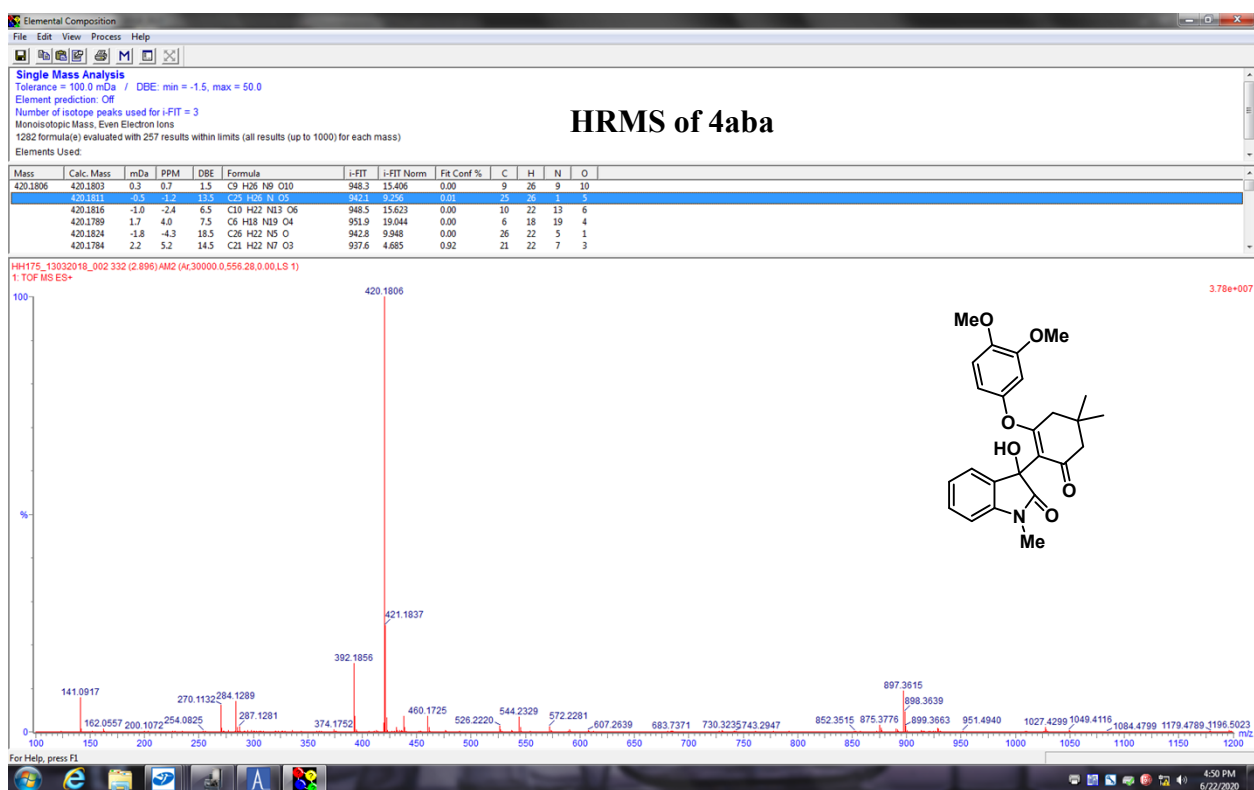 Elemental Composition
File Edit View Process Help
Single Mass Analysis
Tolerance = 100.0 mDa / DBE: min = -1.5, max = 50.0
Element prediction: Off
Number of isotope peaks used for i-FIT = 3
Monoisotopic Mass, Even Electron Ions
1282 formula(e) evaluated with 257 results within limits (all results (up to 1000) for each mass)
Elements Used:
HRMS of 4aba
Mass Calc. Mass mDa PPM DBE Formula i-FIT i-FIT Norm Fit Conf % C H N O
420.1806 420.1803 0.3 0.7 1.5 C9 H26 N9 O10 948.3 15.406 0.00 9 26 9 10
420.1811 -0.5 -1.2 13.5 C25 H26 N O5 942.1 9.256 0.01 25 26 1 5
420.1816 -1.0 -2.4 6.5 C10 H22 N13 O6 948.5 15.623 0.00 10 22 13 6
420.1789 1.7 4.0 7.5 C6 H18 N19 O4 951.9 19.044 0.00 6 18 19 4
420.1824 -1.8 -4.3 18.5 C26 H22 N5 O 942.8 9.948 0.00 26 22 5 1
420.1784 2.2 5.2 14.5 C21 H22 N7 O3 937.6 4.685 0.92 21 22 7 3
HH175_13032018_002 332 (2.896) AM2 (Ar,30000.0,556.28,0.00,LS 1)
1: TOF MS ES+
3.78e+007
100
%
0
420.1806
421.1837
392.1856
141.0917
162.0557
200.1072
254.0825
270.1132
284.1289
287.1281
374.1752
460.1725
526.2220
544.2329
572.2281
607.2639
683.7371
730.3235
743.2947
852.3515
875.3776
897.3615
898.3639
899.3663
951.4940
1027.4299
1049.4116
1084.4799
1179.4789
1196.5023
MeO
OMe
O
HO
O
N
O
Me
100 150 200 250 300 350 400 450 500 550 600 650 700 750 800 850 900 950 1000 1050 1100 1150 1200 m/z
For Help, press F1
4:50 PM
6/22/2020